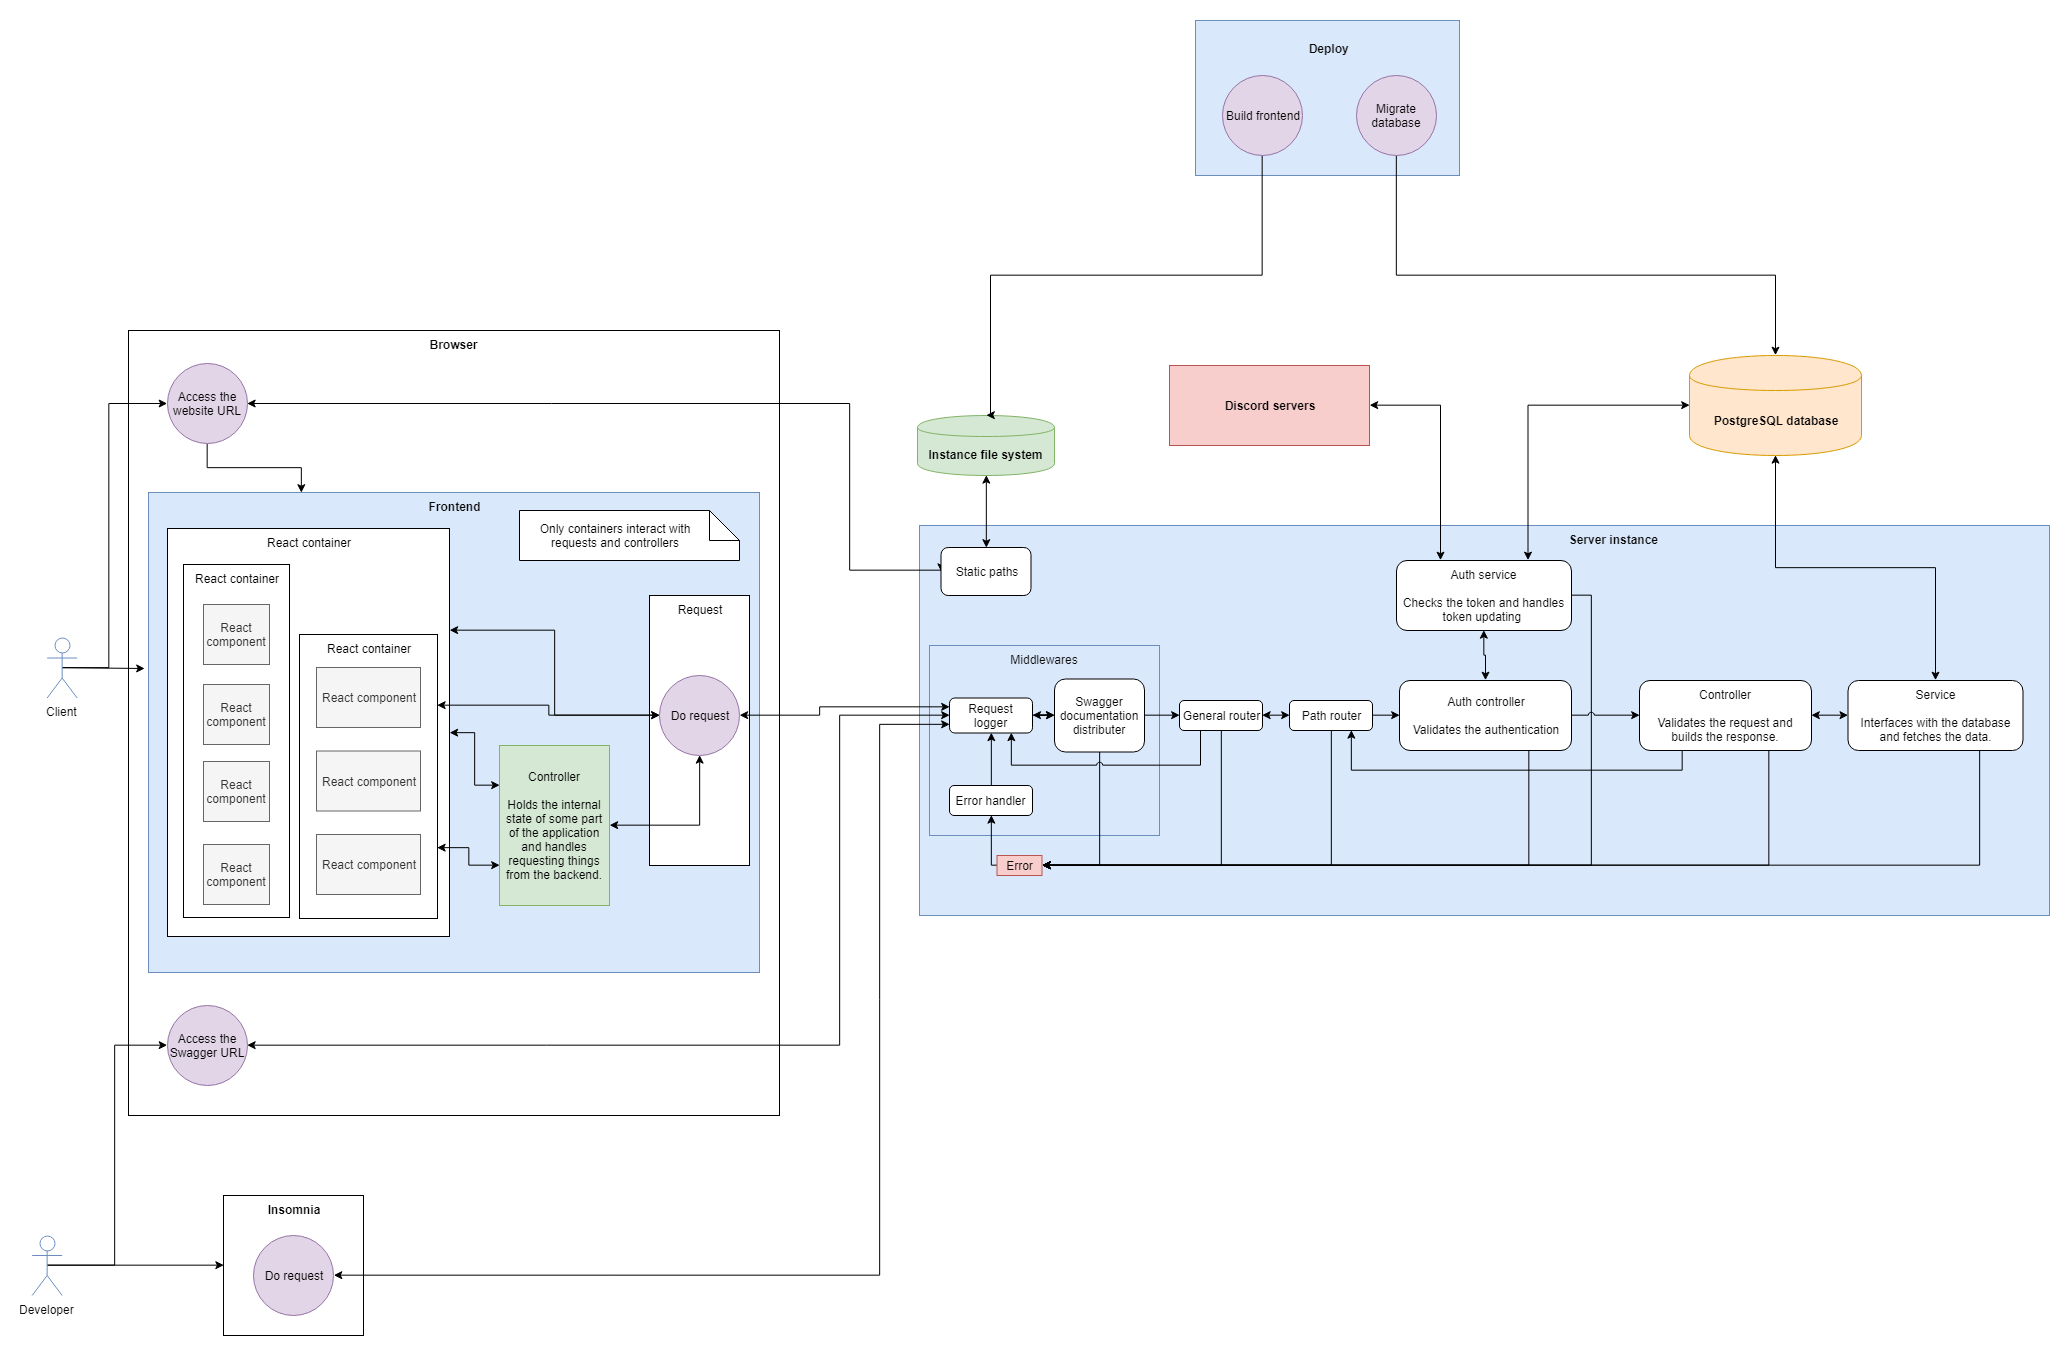 Deploy
Build frontend
Migrate
database
Browser
Access the
website URL
Discord servers
PostgreSQL database
Instance file system
Frontend
Only containers interact with
requests and controllers
React container
React container
React
component
React
component
React
component
React
component
React container
React component
React component
React component
Controller
Holds the internal
state of some part
of the application
and handles
requesting things
from the backend.
Request
Do request
Client
Server instance
Static paths
Auth service
Checks the token and handles
token updating
Middlewares
Request
logger
Swagger
documentation
distributer
Error handler
General router
Path router
Auth controller
Validates the authentication
Controller
Validates the request and
builds the response.
Service
Interfaces with the database
and fetches the data.
Error
Access the
Swagger URL
Insomnia
Do request
Developer